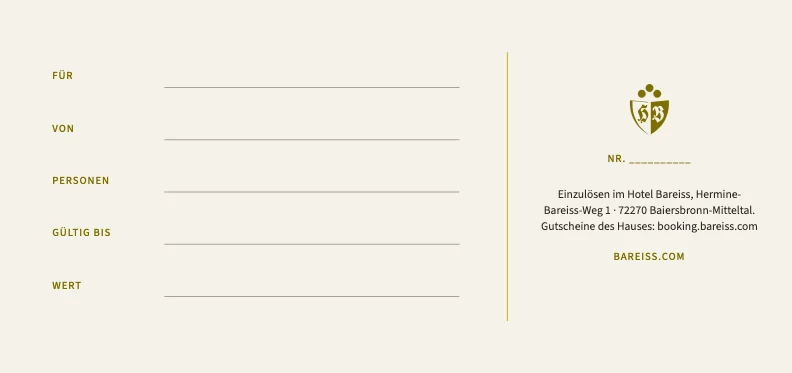 FÜR
VON
PERSONEN
GÜLTIG BIS
WERT
HB
NR. __________
Einzulösen im Hotel Bareiss, Hermine-
Bareiss-Weg 1 · 72270 Baiersbronn-Mitteltal.
Gutscheine des Hauses: booking.bareiss.com
BAREISS.COM